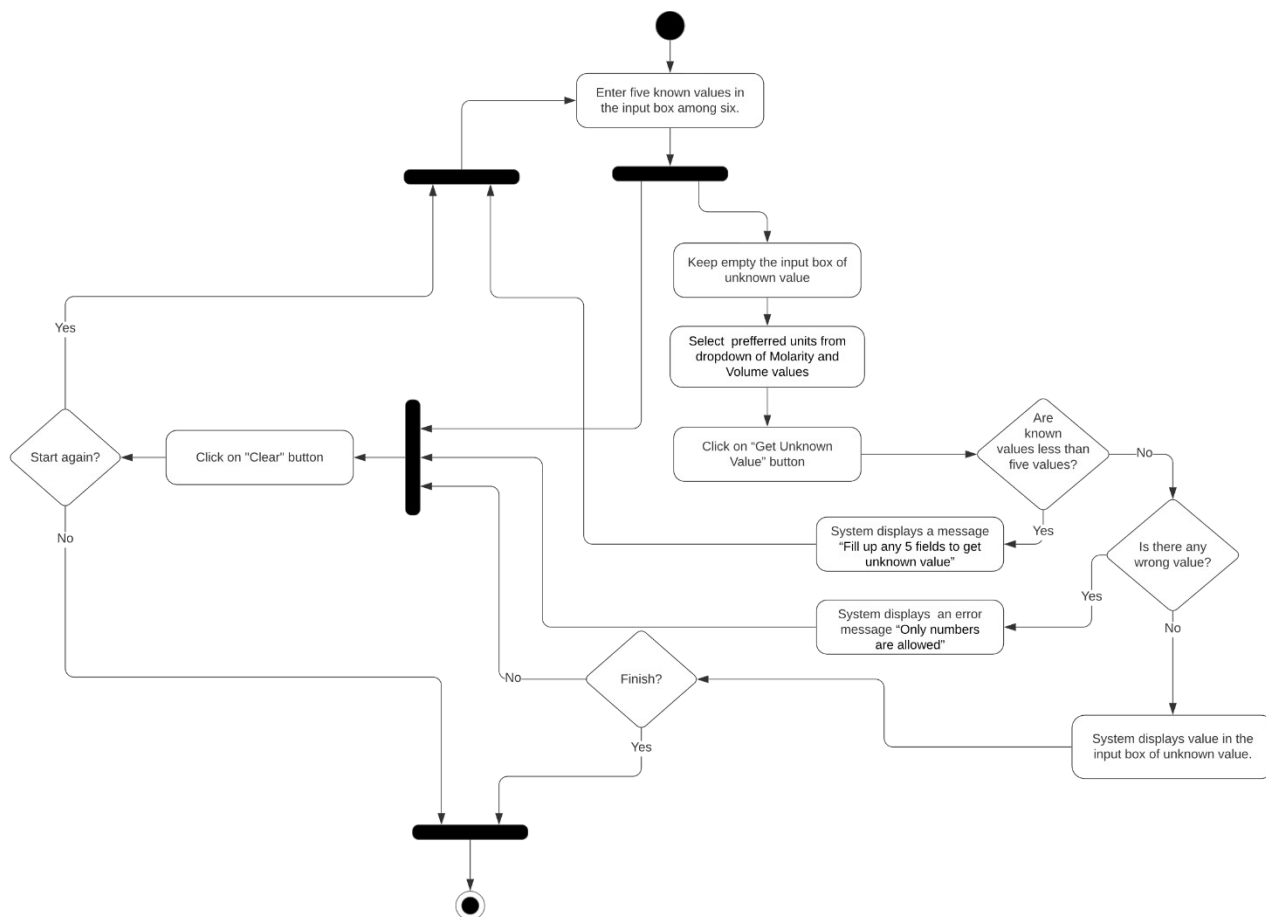 Enter five known values in
the input box among six.
Keep empty the input box of
unknown value
Select prefferred units from
dropdown of Molarity and
Volume values
Click on “Get Unknown
Value” button
Are
known
values less than
five values?
No
Yes
System displays a message
“Fill up any 5 fields to get
unknown value”
Is there any
wrong value?
Yes
No
System displays an error
message “Only numbers
are allowed”
System displays value in the
input box of unknown value.
Finish?
No
Yes
Click on "Clear" button
Start again?
Yes
No